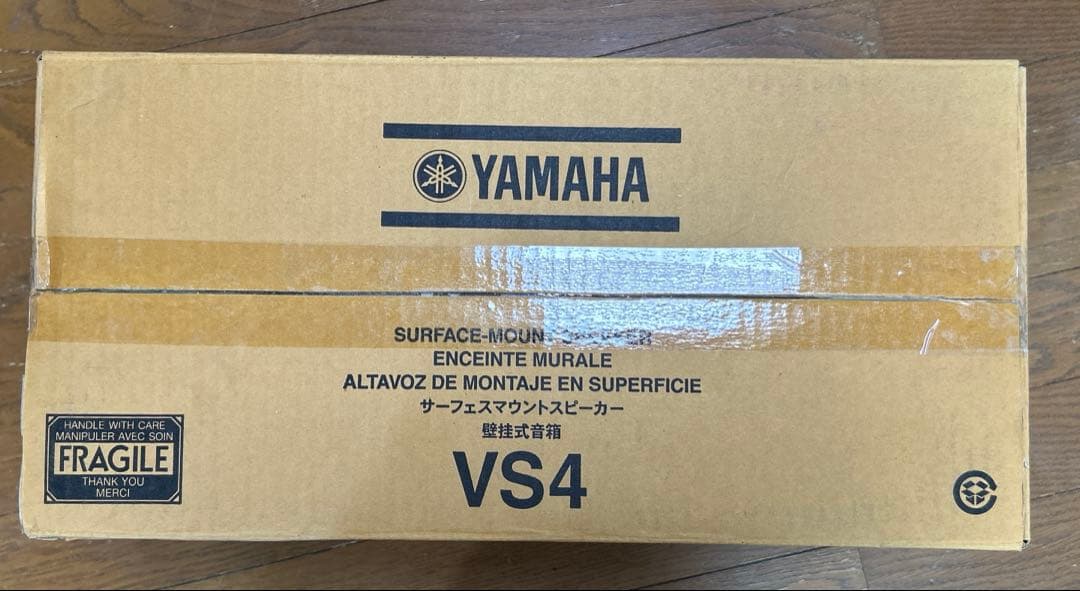 YAMAHA
SURFACE-MOUNT SPEAKER
ENCEINTE MURALE
ALTAVOZ DE MONTAJE EN SUPERFICIE
サーフェスマウントスピーカー
壁挂式音箱
VS4
HANDLE WITH CARE
MANIPULER AVEC SOIN
FRAGILE
THANK YOU
MERCI